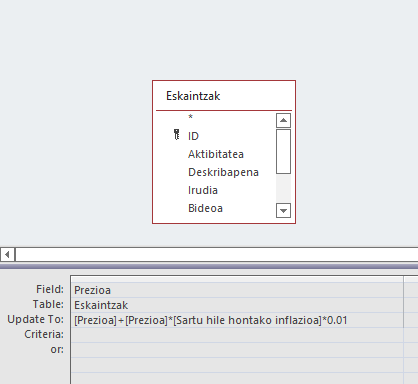 Eskaintzak
*
ID
Aktibitatea
Deskribapena
Irudia
Bideoa
Field: Prezioa
Table: Eskaintzak
Update To: [Prezioa]+[Prezioa]*[Sartu hile hontako inflazioa]*0.01
Criteria:
or: